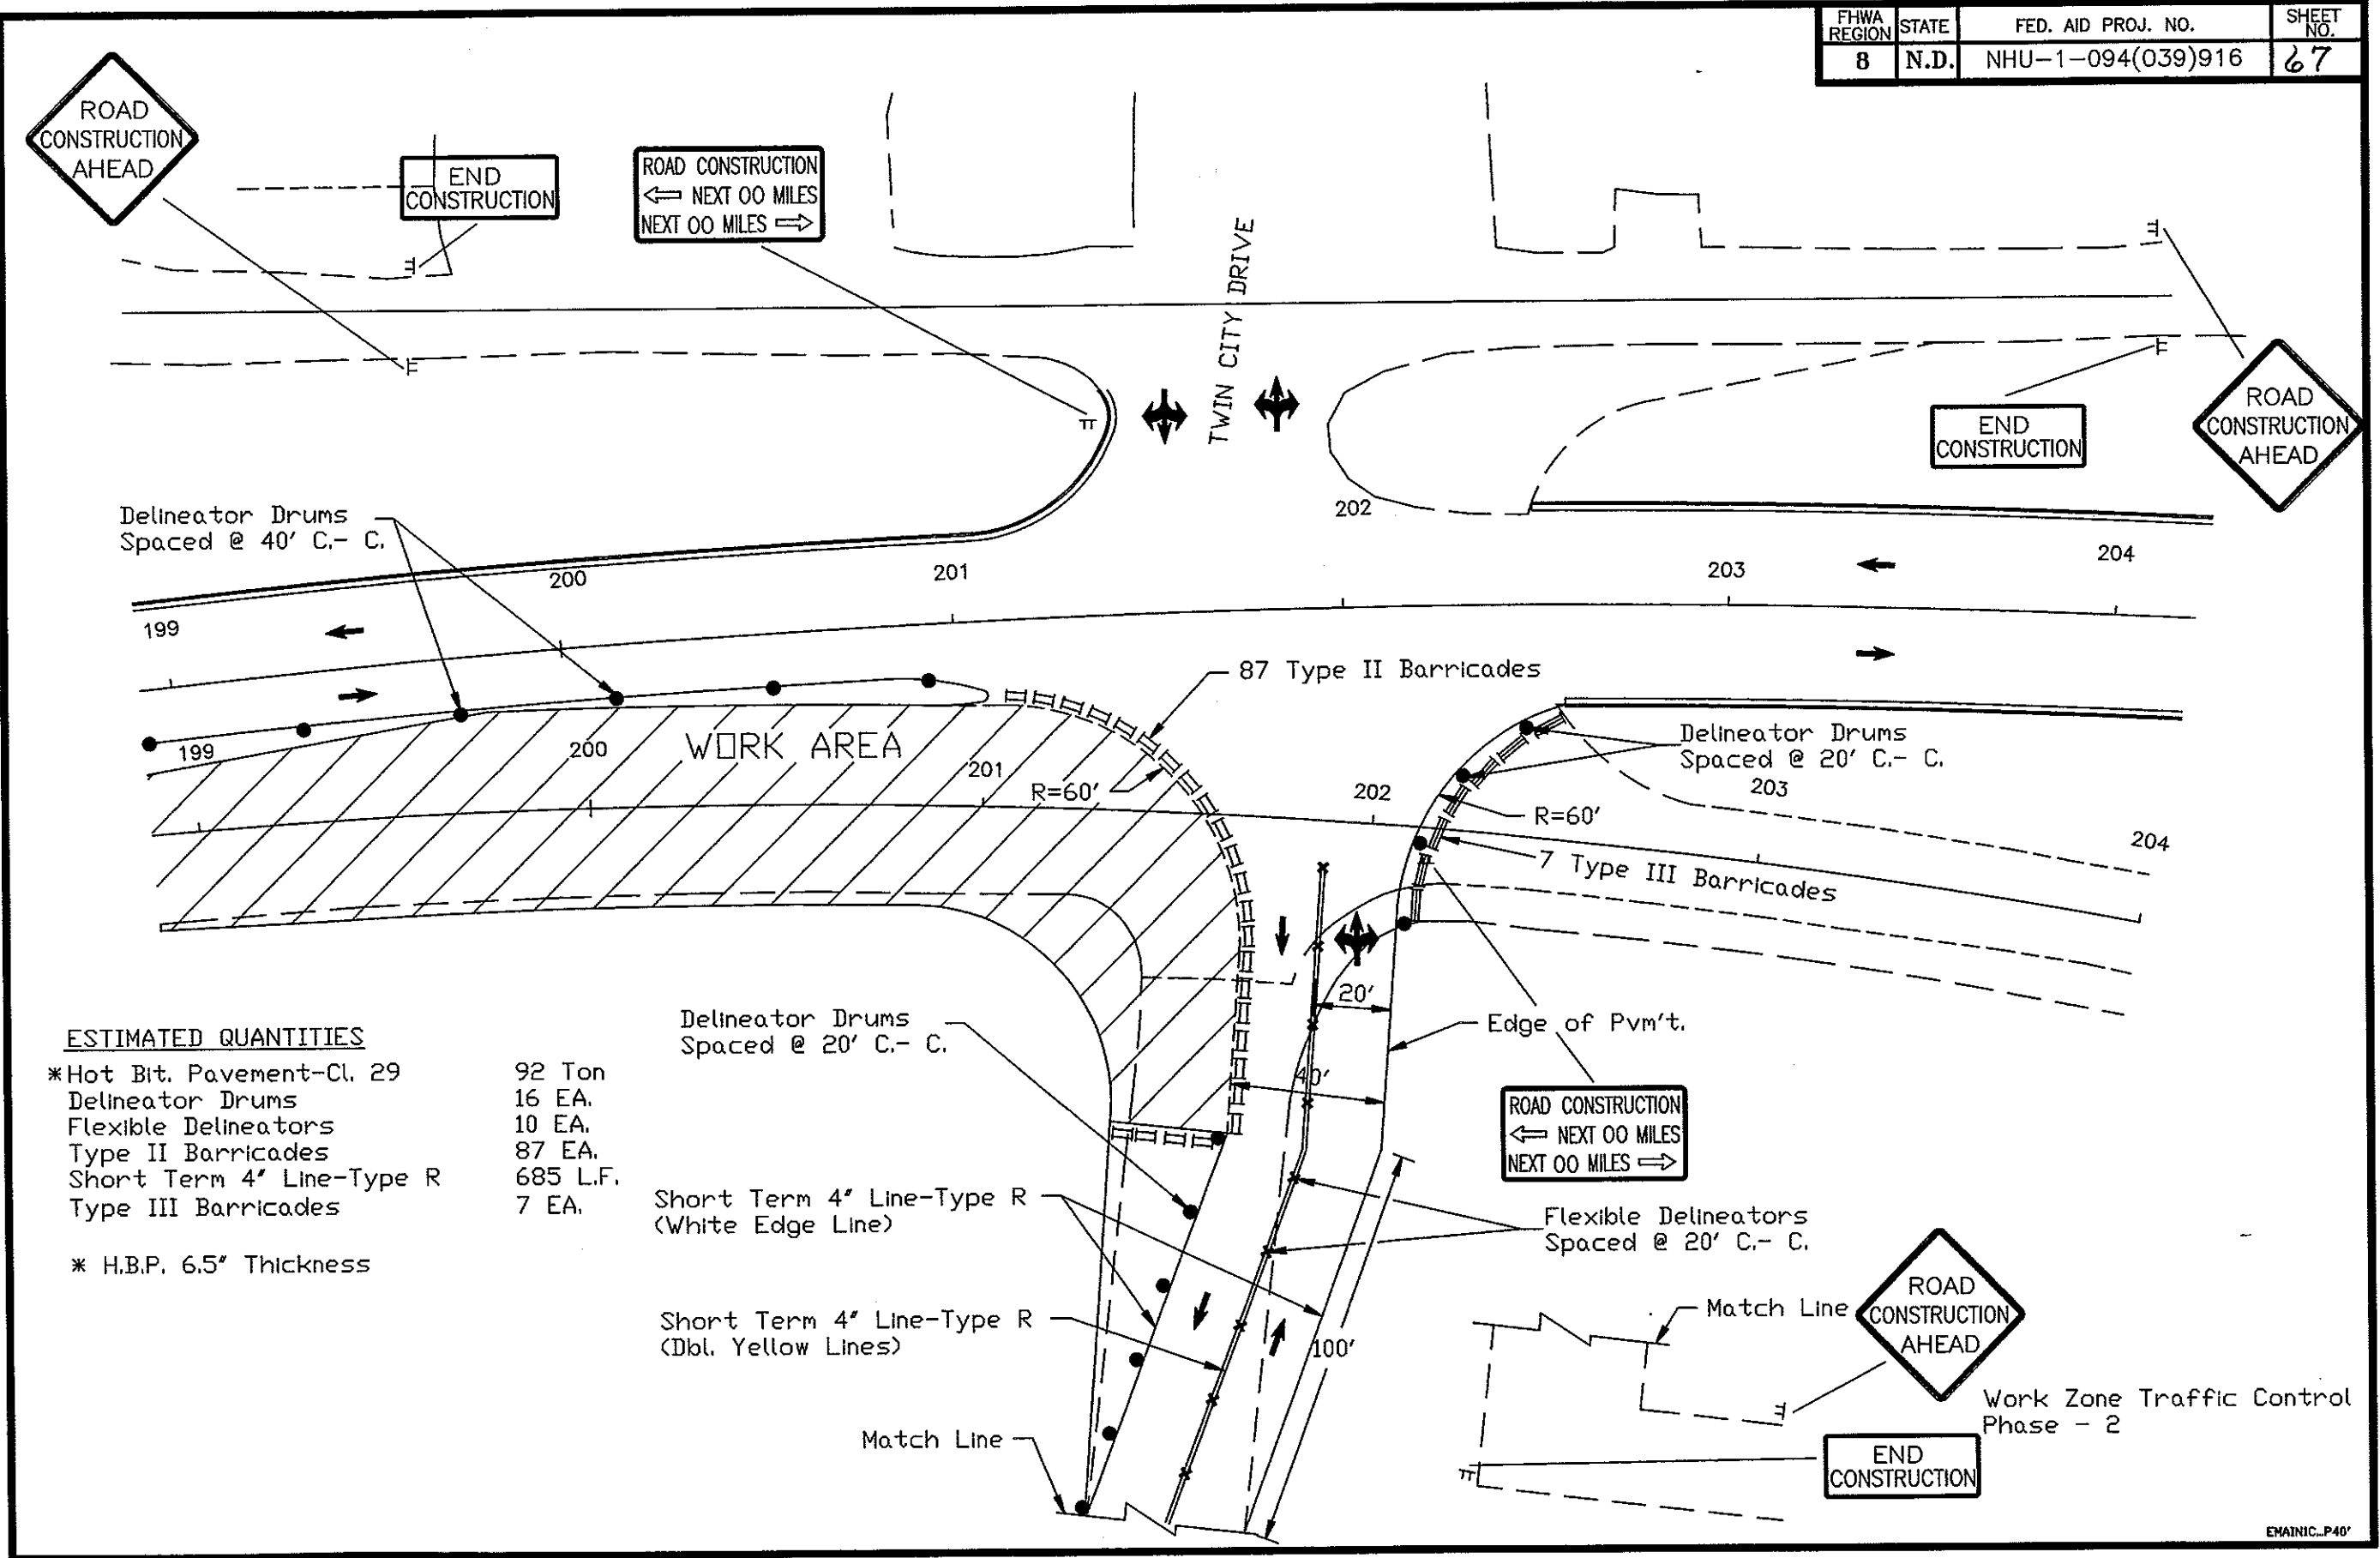 FHWA REGION STATE FED. AID PROJ. NO. SHEET NO.
8 N.D. NHU-1-094(039)916 67
ROAD
CONSTRUCTION
AHEAD
END
CONSTRUCTION
ROAD CONSTRUCTION
NEXT 00 MILES
NEXT 00 MILES
TWIN CITY DRIVE
END
CONSTRUCTION
ROAD
CONSTRUCTION
AHEAD
Delineator Drums
Spaced @ 40' C.- C.
202
199
200
201
203
204
87 Type II Barricades
199
200
WORK AREA
201
R=60'
202
Delineator Drums
Spaced @ 20' C.- C.
203
R=60'
204
7 Type III Barricades
20'
Edge of Pvm't.
40'
Delineator Drums
Spaced @ 20' C.- C.
ESTIMATED QUANTITIES
*Hot Bit. Pavement-Cl. 29 92 Ton
Delineator Drums 16 EA.
Flexible Delineators 10 EA.
Type II Barricades 87 EA.
Short Term 4" Line-Type R 685 L.F.
Type III Barricades 7 EA.
* H.B.P. 6.5" Thickness
ROAD CONSTRUCTION
NEXT 00 MILES
NEXT 00 MILES
Short Term 4" Line-Type R
(White Edge Line)
Flexible Delineators
Spaced @ 20' C.- C.
Short Term 4" Line-Type R
(Dbl. Yellow Lines)
100'
Match Line
Match Line
ROAD
CONSTRUCTION
AHEAD
Work Zone Traffic Control
Phase - 2
END
CONSTRUCTION
EMAIN1C_P40'